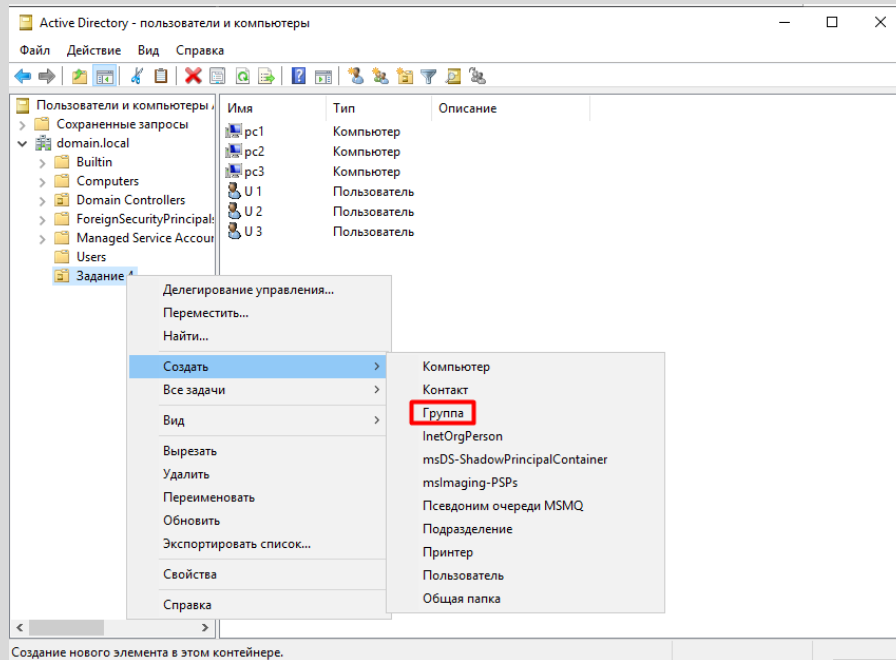 Active Directory - пользователи и компьютеры
Файл Действие Вид Справка
Пользователи и компьютеры
Сохраненные запросы
domain.local
Builtin
Computers
Domain Controllers
ForeignSecurityPrincipals
Managed Service Accoun
Users
Задание 4
Имя Тип Описание
pc1 Компьютер
pc2 Компьютер
pc3 Компьютер
U 1 Пользователь
U 2 Пользователь
U 3 Пользователь
Делегирование управления...
Переместить...
Найти...
Создать
Все задачи
Вид
Вырезать
Удалить
Переименовать
Обновить
Экспортировать список...
Свойства
Справка
Компьютер
Контакт
Группа
InetOrgPerson
msDS-ShadowPrincipalContainer
msImaging-PSPs
Псевдоним очереди MSMQ
Подразделение
Принтер
Пользователь
Общая папка
Создание нового элемента в этом контейнере.